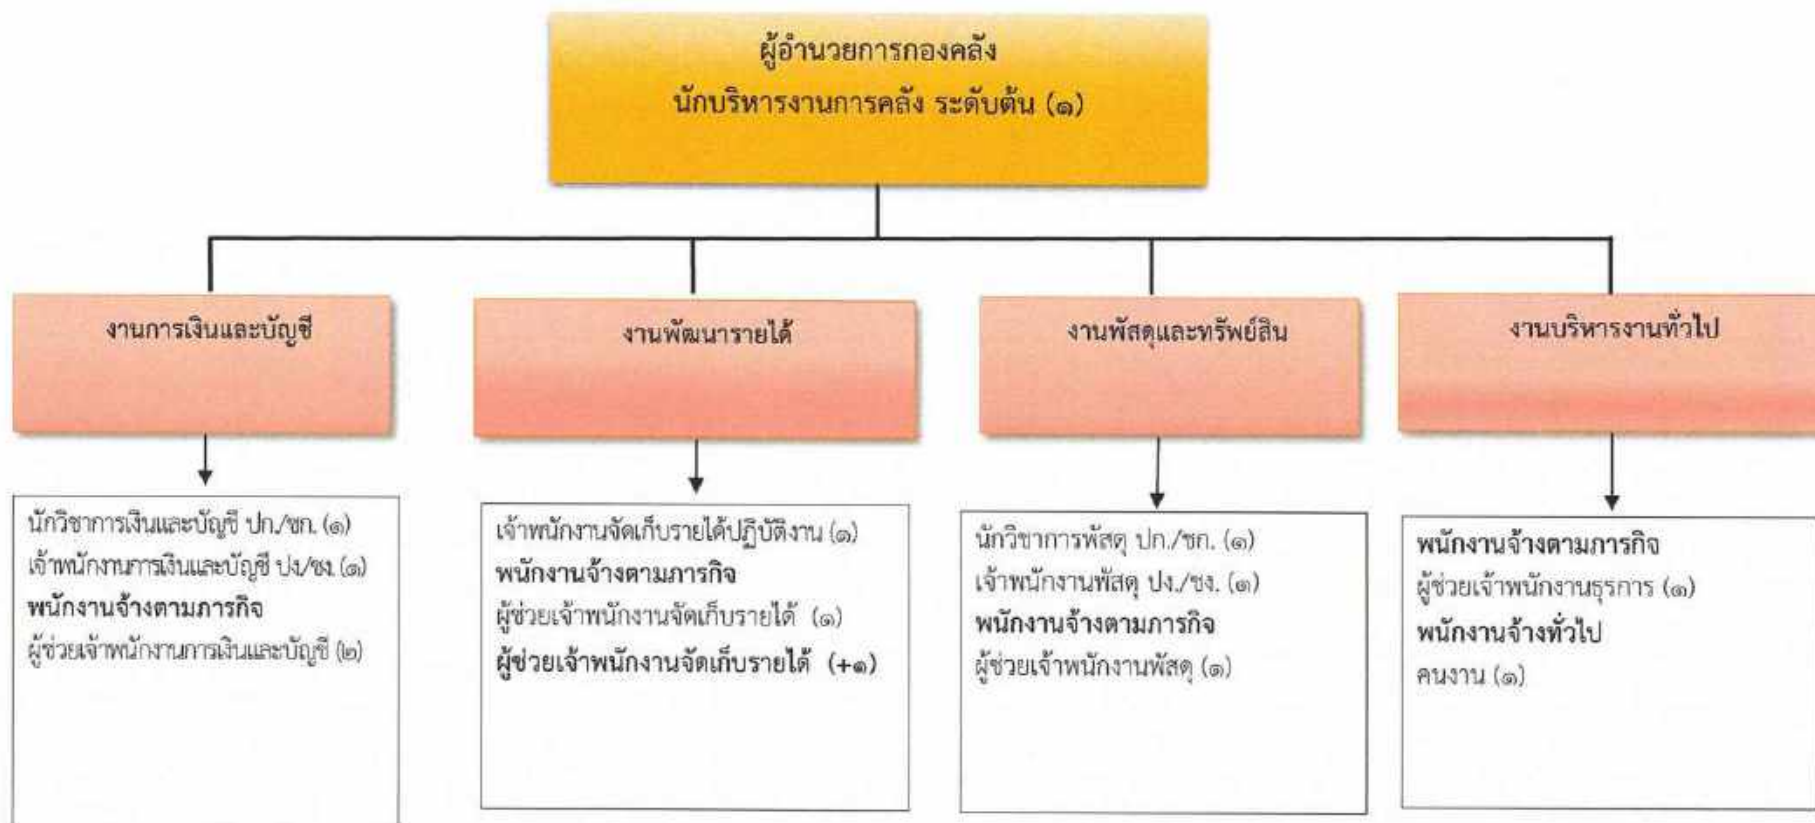 ผู้อำนวยการกองคลัง
นักบริหารงานการคลัง ระดับต้น (๑)
งานการเงินและบัญชี
นักวิชาการเงินและบัญชี ปก./ชก. (๑)
เจ้าพนักงานการเงินและบัญชี ปง/ชง. (๑)
พนักงานจ้างตามภารกิจ
ผู้ช่วยเจ้าพนักงานการเงินและบัญชี (๒)
งานพัฒนารายได้
เจ้าพนักงานจัดเก็บรายได้ปฏิบัติงาน (๑)
พนักงานจ้างตามภารกิจ
ผู้ช่วยเจ้าพนักงานจัดเก็บรายได้ (๑)
ผู้ช่วยเจ้าพนักงานจัดเก็บรายได้ (+๑)
งานพัสดุและทรัพย์สิน
นักวิชาการพัสดุ ปก./ชก. (๑)
เจ้าพนักงานพัสดุ ปง./ชง. (๑)
พนักงานจ้างตามภารกิจ
ผู้ช่วยเจ้าพนักงานพัสดุ (๑)
งานบริหารงานทั่วไป
พนักงานจ้างตามภารกิจ
ผู้ช่วยเจ้าพนักงานธุรการ (๑)
พนักงานจ้างทั่วไป
คนงาน (๑)